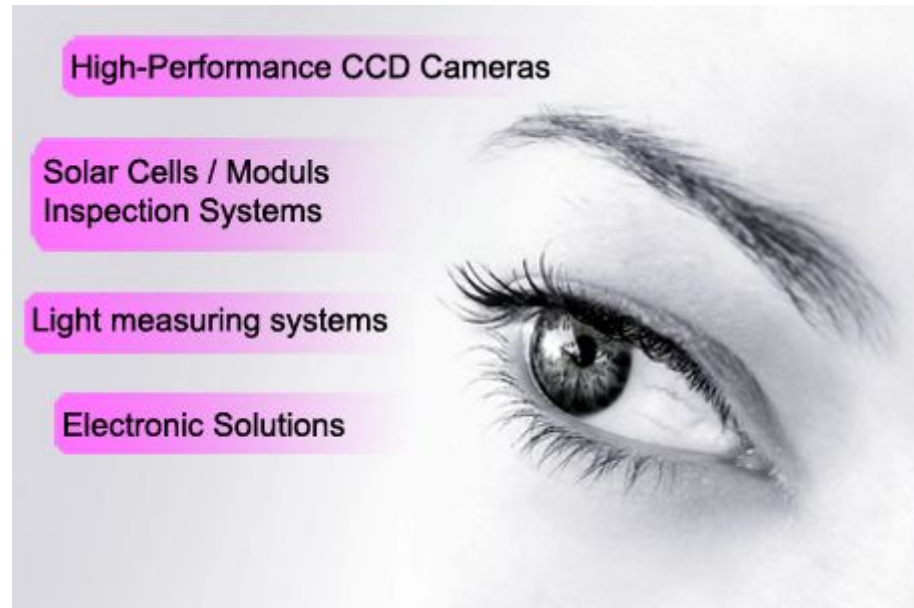 High-Performance CCD Cameras
Solar Cells / Moduls
Inspection Systems
Light measuring systems
Electronic Solutions